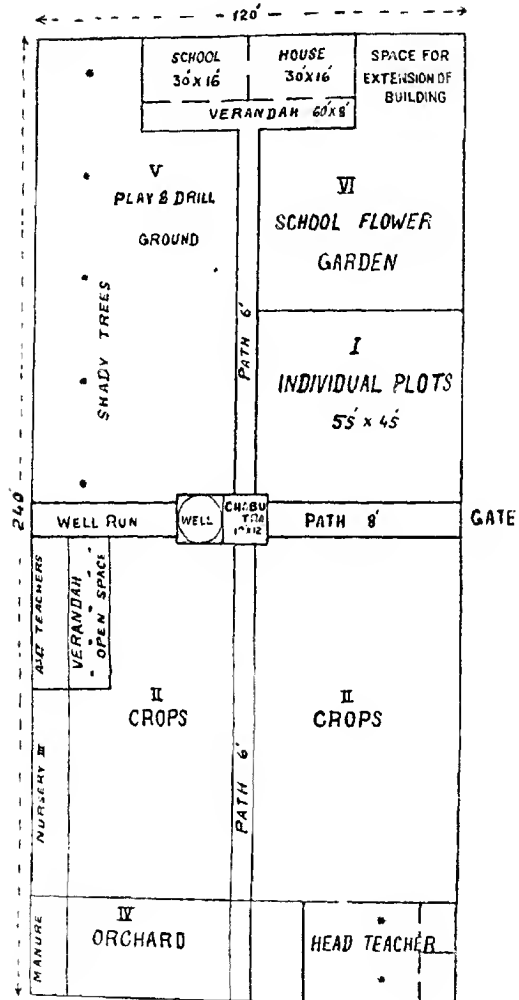 120'
SCHOOL
30'X16'
HOUSE
30'X16'
SPACE FOR
EXTENSION OF
BUILDING
VERANDAH 60'X8'
V
PLAY & DRILL
GROUND
SHADY TREES
PATH 6'
VI
SCHOOL FLOWER
GARDEN
I
INDIVIDUAL PLOTS
55' x 45'
240'
WELL RUN
WELL
CHABU
TRA
PATH 8'
GATE
ASST TEACHERS
VERANDAH
OPEN SPACE
II
CROPS
II
CROPS
NURSERY III
PATH 6'
MANURE
IV
ORCHARD
HEAD TEACHER